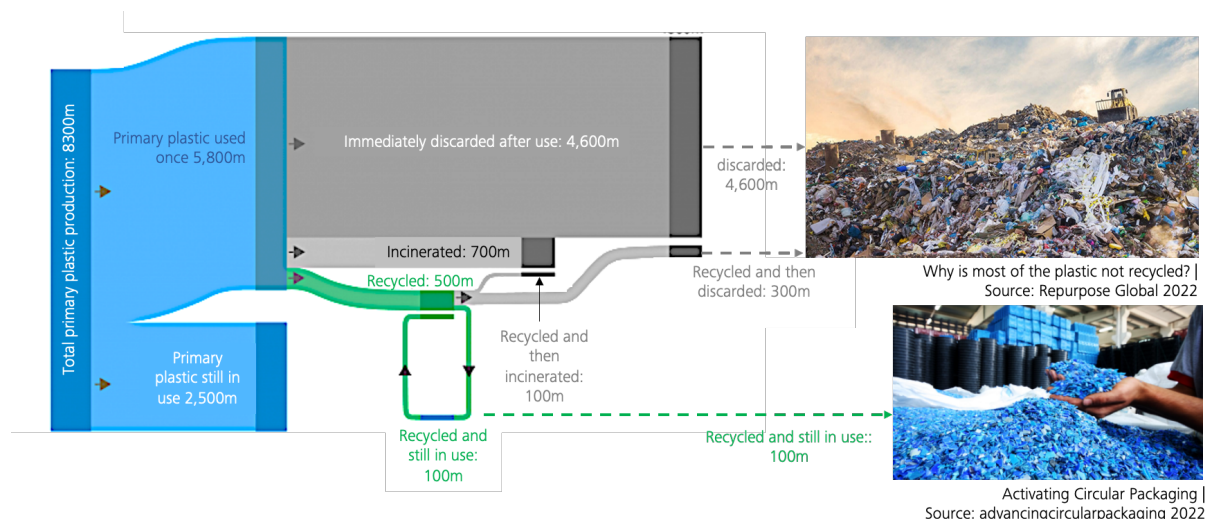 Total primary plastic production: 8300m
Primary plastic used
once 5,800m
Immediately discarded after use: 4,600m
discarded:
4,600m
Incinerated: 700m
Recycled: 500m
Recycled and then
discarded: 300m
Why is most of the plastic not recycled? |
Source: Repurpose Global 2022
Primary
plastic still in
use 2,500m
Recycled and
then
incinerated:
100m
Recycled and
still in use:
100m
Recycled and still in use::
100m
Activating Circular Packaging |
Source: advancingcircularpackaging 2022